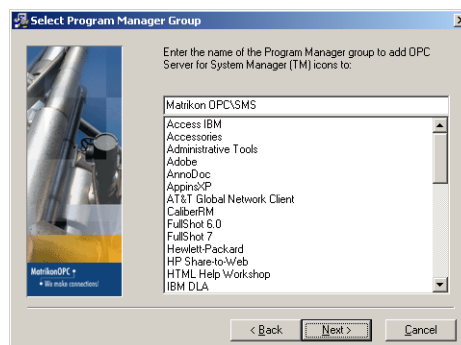 Select Program Manager Group
Enter the name of the Program Manager group to add OPC
Server for System Manager (TM) icons to:
Matrikon OPC\SMS
Access IBM
Accessories
Administrative Tools
Adobe
AnnoDoc
AppinsXP
AT&T Global Network Client
CaliberRM
FullShot 6.0
FullShot 7
Hewlett-Packard
HP Share-to-Web
HTML Help Workshop
IBM DLA
MatrikonOPC
We make connections!
< Back
Next >
Cancel